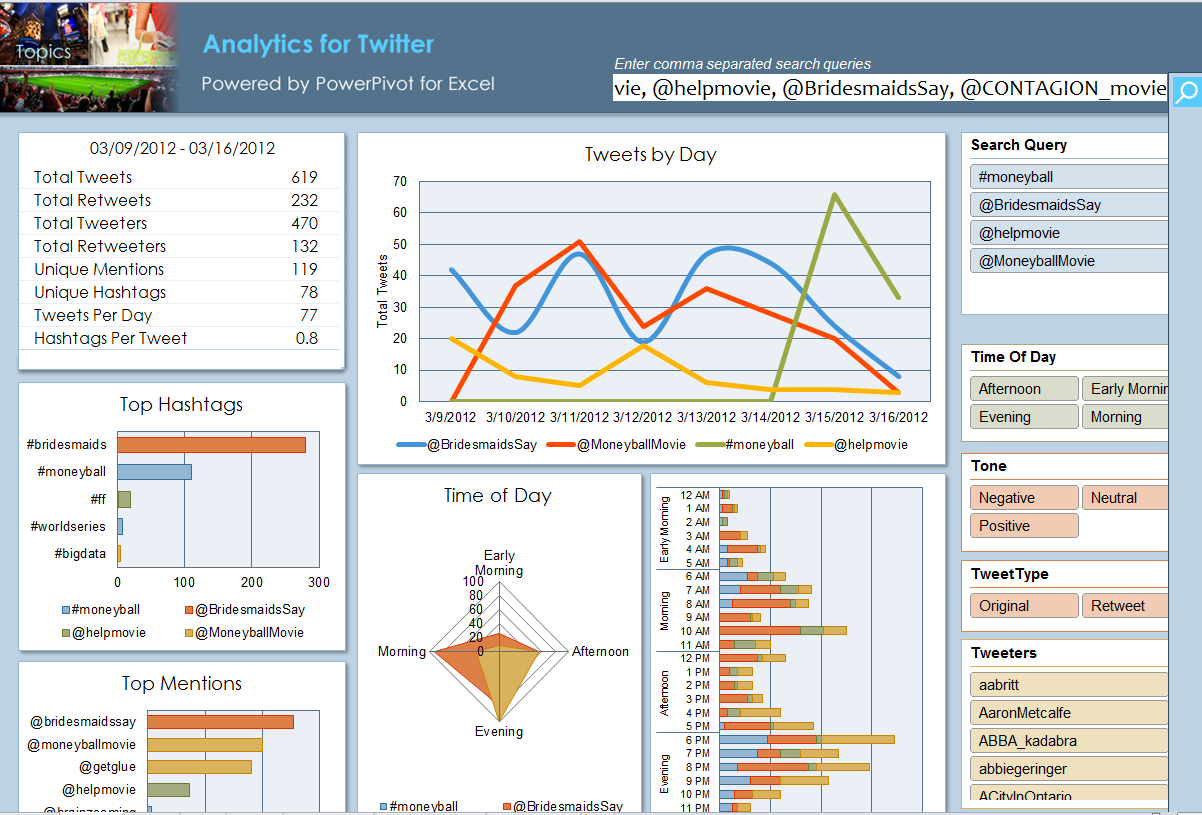 Topics
Analytics for Twitter
Powered by PowerPivot for Excel
Enter comma separated search queries
vie, @helpmovie, @BridesmaidsSay, @CONTAGION_movie
03/09/2012 - 03/16/2012
Total Tweets 619
Total Retweets 232
Total Tweeters 470
Total Retweeters 132
Unique Mentions 119
Unique Hashtags 78
Tweets Per Day 77
Hashtags Per Tweet 0.8
Top Hashtags
#bridesmaids
#moneyball
#ff
#worldseries
#bigdata
0 100 200 300
#moneyball @BridesmaidsSay
@helpmovie @MoneyballMovie
Top Mentions
@bridesmaidssay
@moneyballmovie
@getglue
@helpmovie
@brainzooming
Tweets by Day
Total Tweets
70
60
50
40
30
20
10
0
3/9/2012 3/10/2012 3/11/2012 3/12/2012 3/13/2012 3/14/2012 3/15/2012 3/16/2012
@BridesmaidsSay @MoneyballMovie #moneyball @helpmovie
Time of Day
Early
Morning
100
80
60
40
20
0
Morning
Afternoon
Evening
#moneyball @BridesmaidsSay
Early Morning
12 AM
1 AM
2 AM
3 AM
4 AM
5 AM
Morning
6 AM
7 AM
8 AM
9 AM
10 AM
11 AM
Afternoon
12 PM
1 PM
2 PM
3 PM
4 PM
5 PM
Evening
6 PM
7 PM
8 PM
9 PM
10 PM
11 PM
Search Query
#moneyball
@BridesmaidsSay
@helpmovie
@MoneyballMovie
Time Of Day
Afternoon Early Mornin
Evening Morning
Tone
Negative Neutral
Positive
TweetType
Original Retweet
Tweeters
aabritt
AaronMetcalfe
ABBA_kadabra
abbiegeringer
ACityInOntario